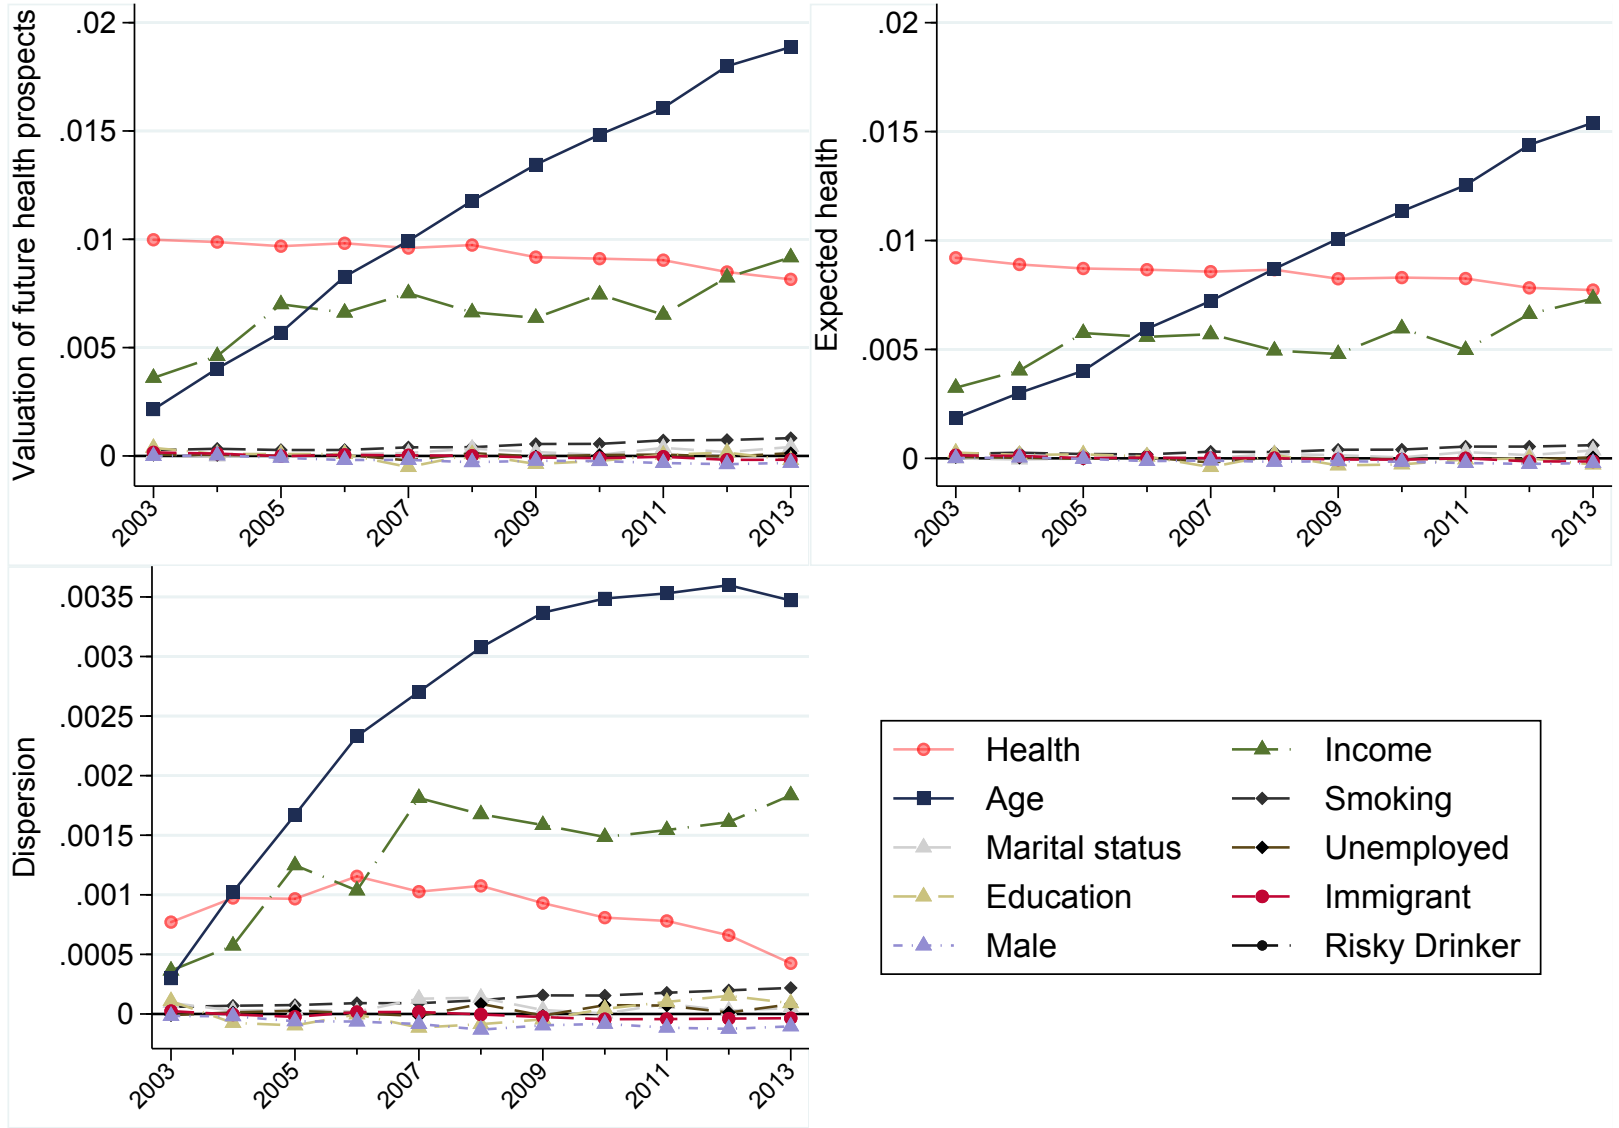 Valuation of future health prospects
.02
.015
.01
.005
0
2003
2005
2007
2009
2011
2013
Expected health
.02
.015
.01
.005
0
2003
2005
2007
2009
2011
2013
Dispersion
.0035
.003
.0025
.002
.0015
.001
.0005
0
2003
2005
2007
2009
2011
2013
Health
Income
Age
Smoking
Marital status
Unemployed
Education
Immigrant
Male
Risky Drinker